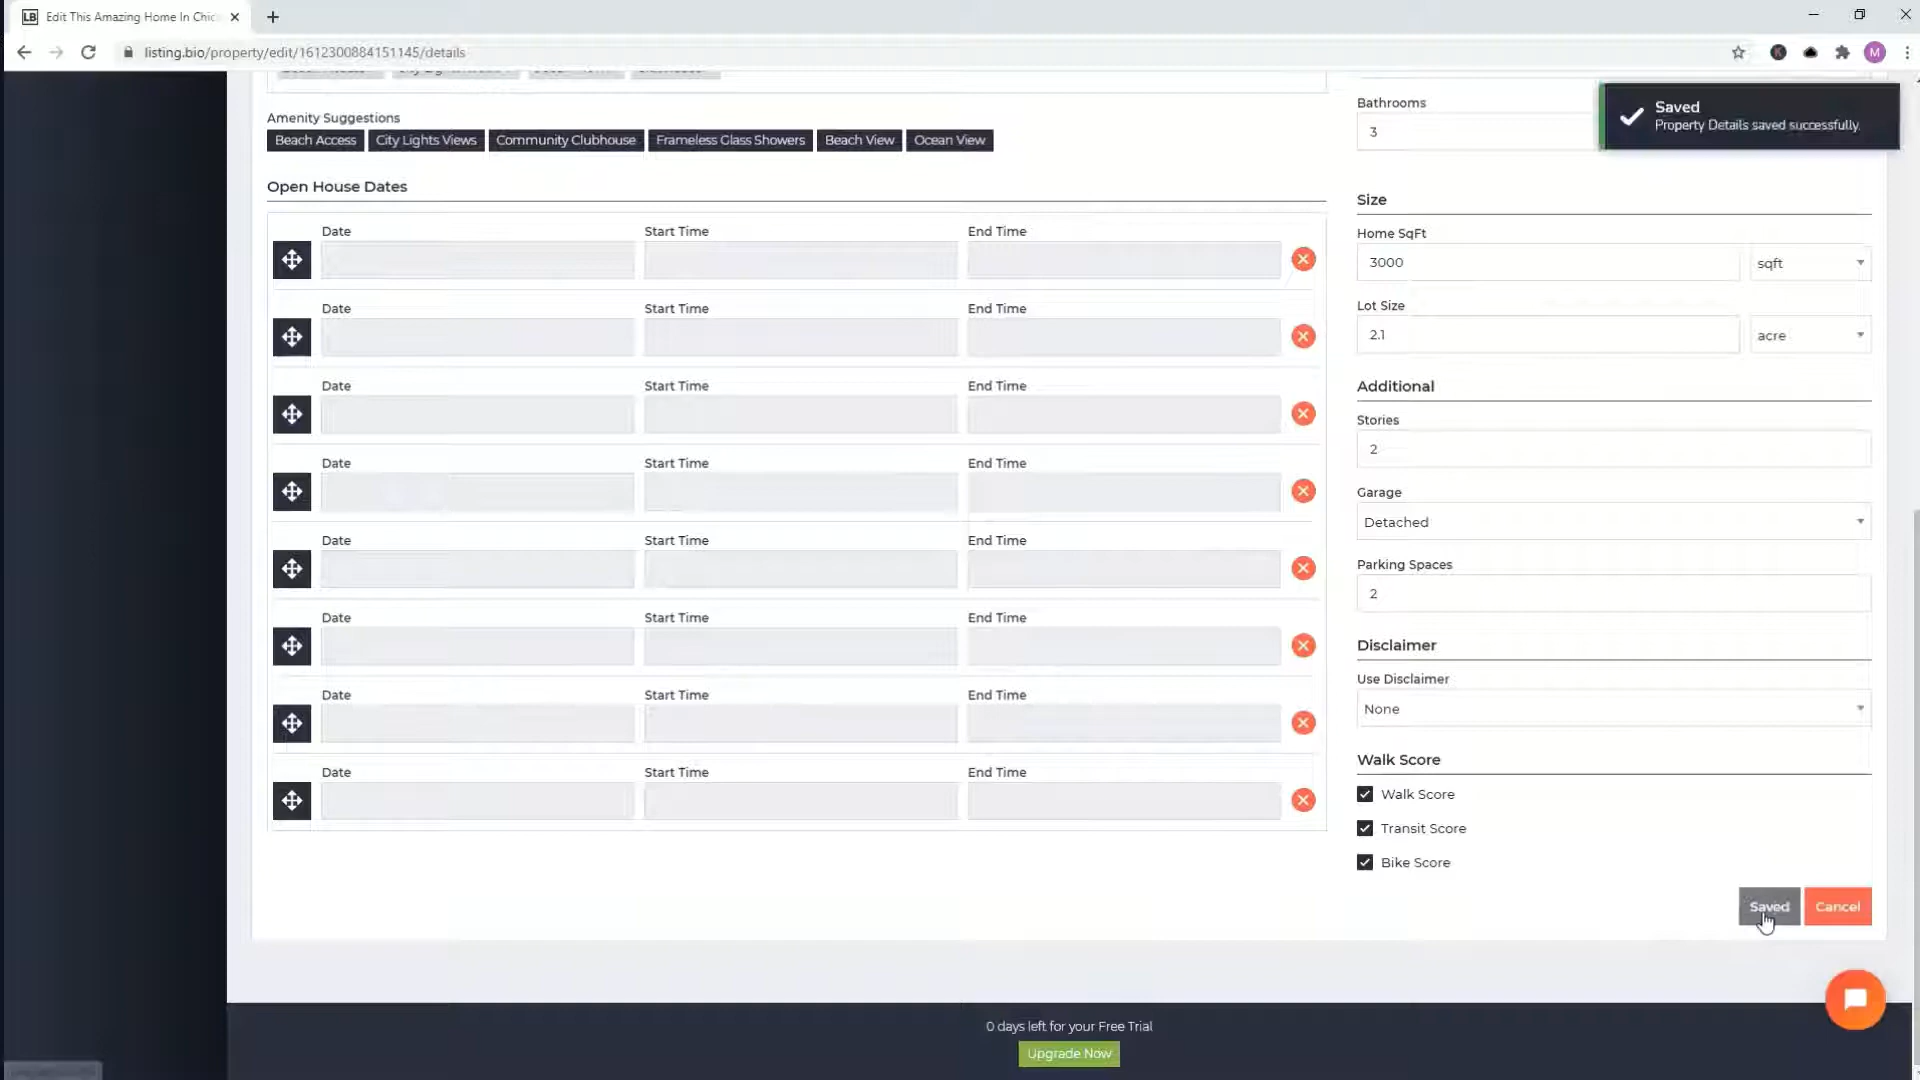 LB Edit This Amazing Home In Chic
listing.bio/property/edit/1612300884151145/details
M
Saved
Property Details saved successfully.
Amenity Suggestions
Beach Access City Lights Views Community Clubhouse Frameless Glass Showers Beach View Ocean View
Open House Dates
Date Start Time End Time
Date Start Time End Time
Date Start Time End Time
Date Start Time End Time
Date Start Time End Time
Date Start Time End Time
Date Start Time End Time
Date Start Time End Time
Bathrooms
3
Size
Home SqFt
3000 sqft
Lot Size
2.1 acre
Additional
Stories
2
Garage
Detached
Parking Spaces
2
Disclaimer
Use Disclaimer
None
Walk Score
Walk Score
Transit Score
Bike Score
Saved Cancel
0 days left for your Free Trial
Upgrade Now